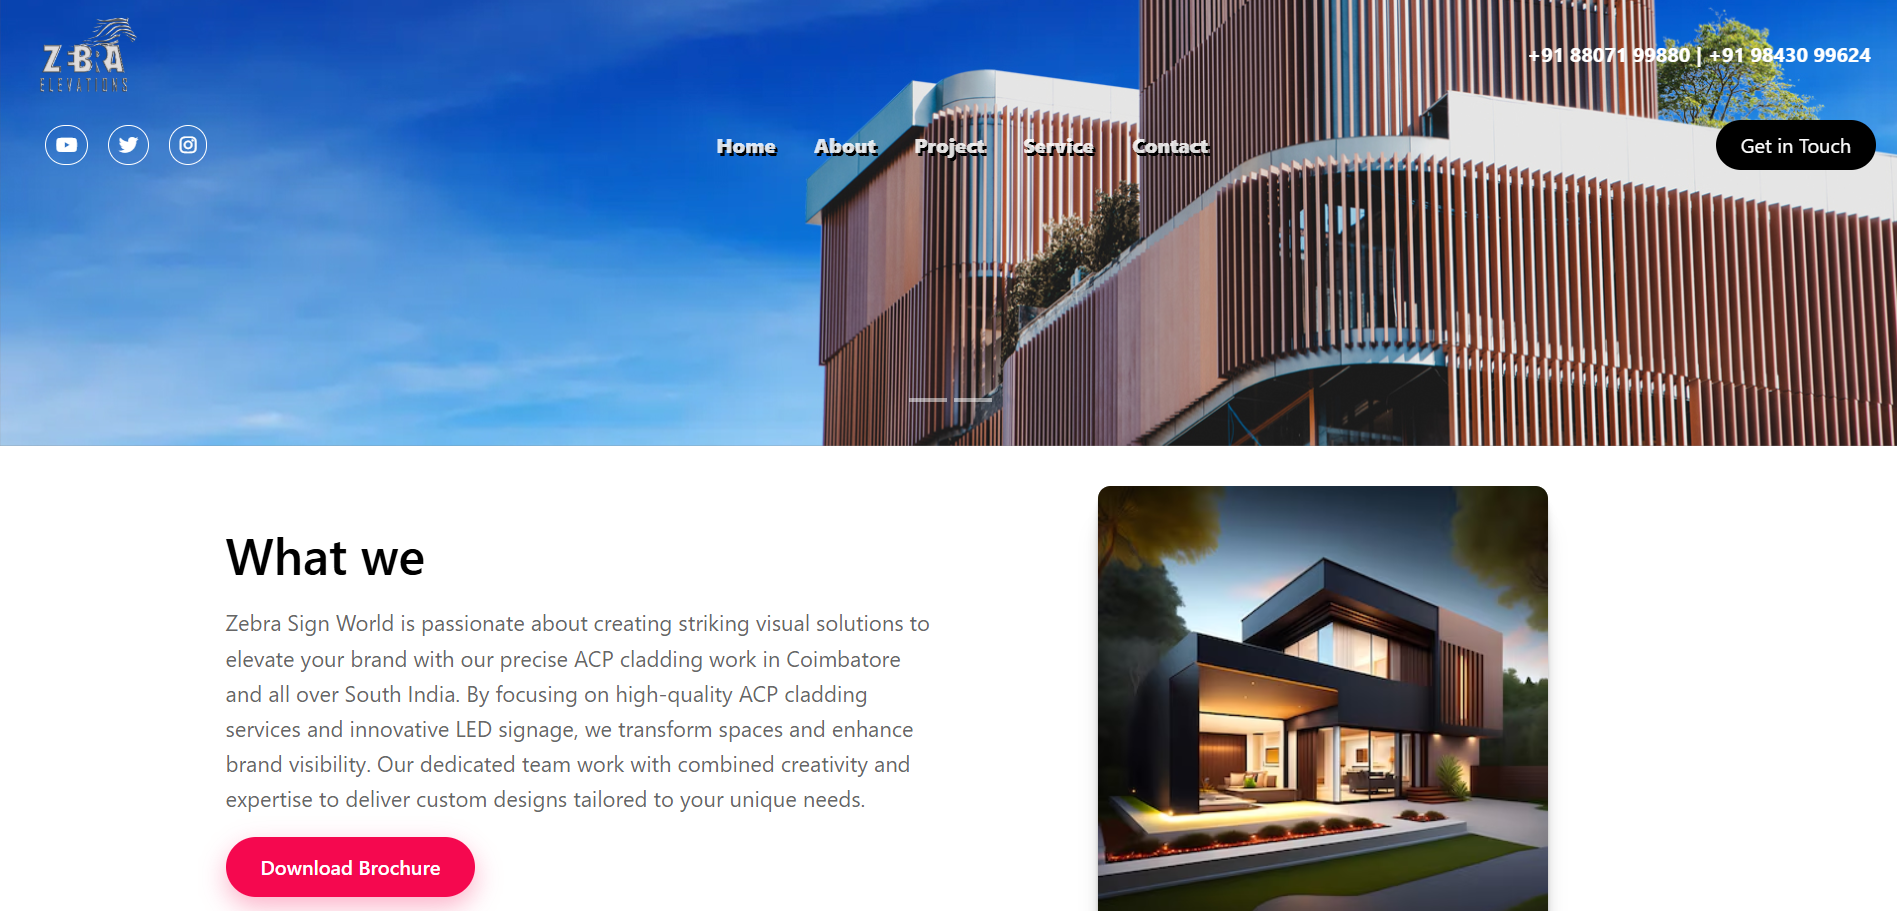 ZEBRA
ELEVATIONS
+91 88071 99880 | +91 98430 99624
Home About Project Service Contact
Get in Touch
What we
Zebra Sign World is passionate about creating striking visual solutions to
elevate your brand with our precise ACP cladding work in Coimbatore
and all over South India. By focusing on high-quality ACP cladding
services and innovative LED signage, we transform spaces and enhance
brand visibility. Our dedicated team work with combined creativity and
expertise to deliver custom designs tailored to your unique needs.
Download Brochure